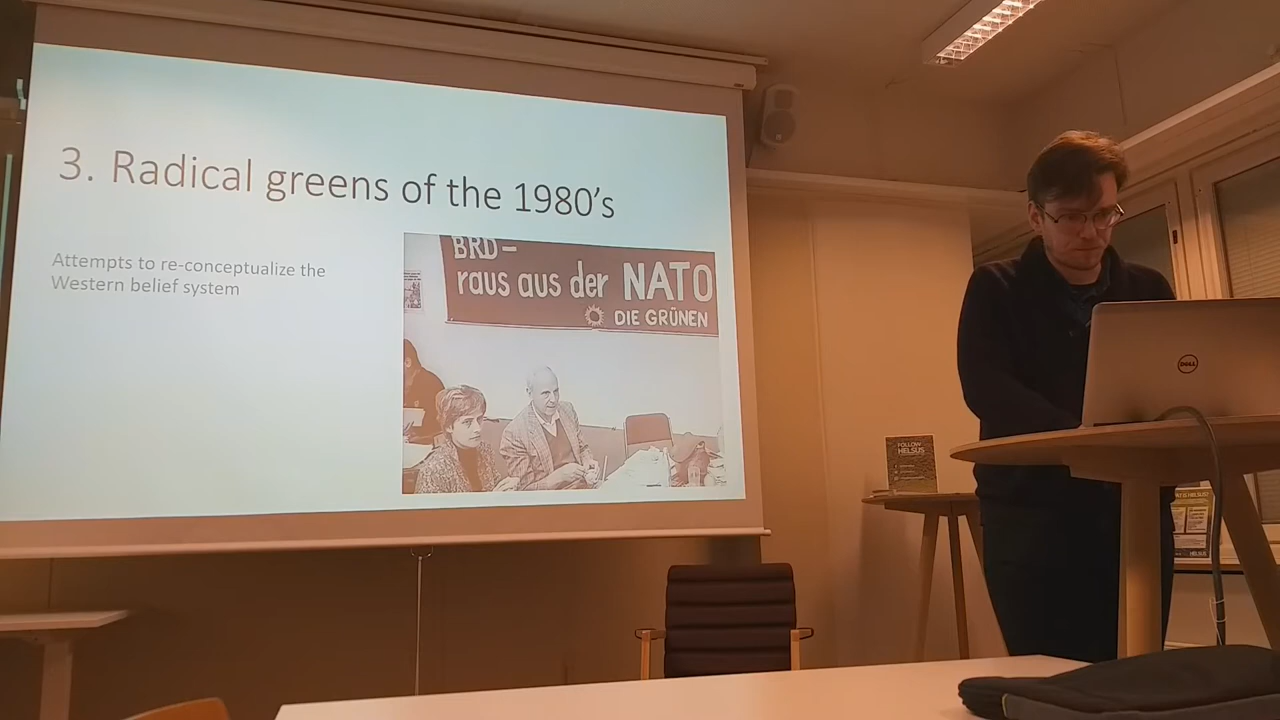 3. Radical greens of the 1980's
Attempts to re-conceptualize the
Western belief system
BRD-
raus aus der NATO
DIE GRÜNEN
DELL
FOLLOW
HELSUS